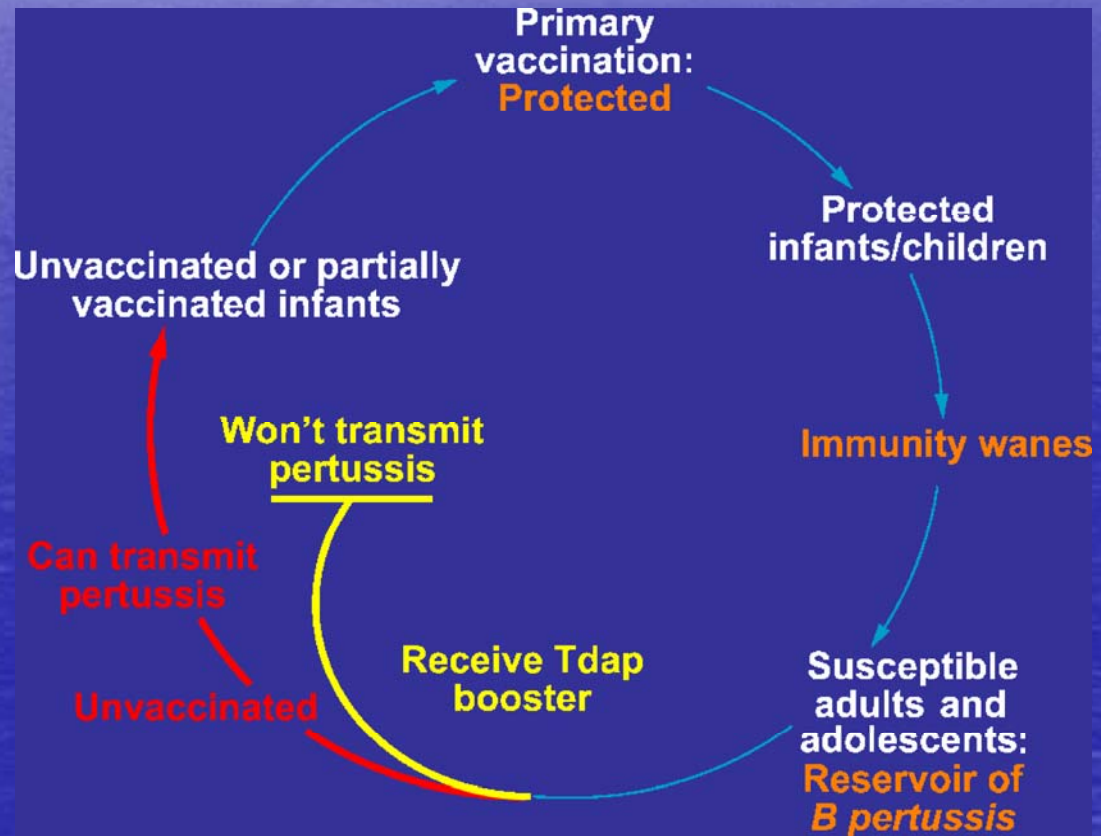 Primary
vaccination:
Protected
Protected
infants/children
Immunity wanes
Susceptible
adults and
adolescents:
Reservoir of
B pertussis
Receive Tdap
booster
Won't transmit
pertussis
Unvaccinated
Can transmit
pertussis
Unvaccinated or partially
vaccinated infants